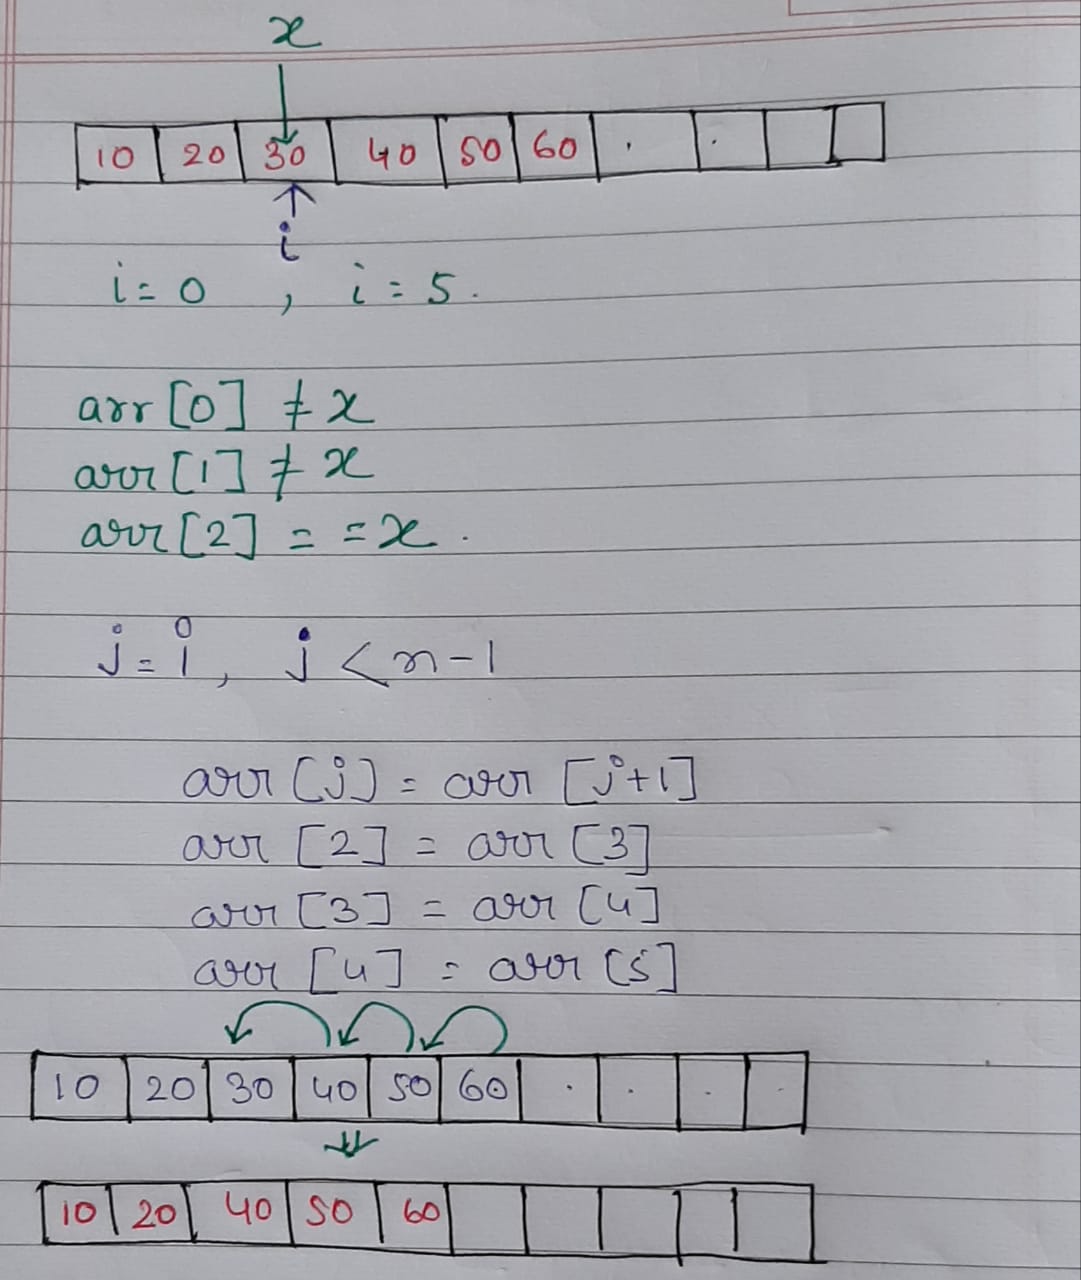 x
10 20 30 40 50 60 . .
i
i = 0 , i = 5 .
arr [0] ≠ x
arr [1] ≠ x
arr [2] = = x .
j = i , j < n - 1
arr [j] = arr [j+1]
arr [2] = arr [3]
arr [3] = arr [4]
arr [4] = arr [5]
10 20 30 40 50 60 . . . .
10 20 40 50 60